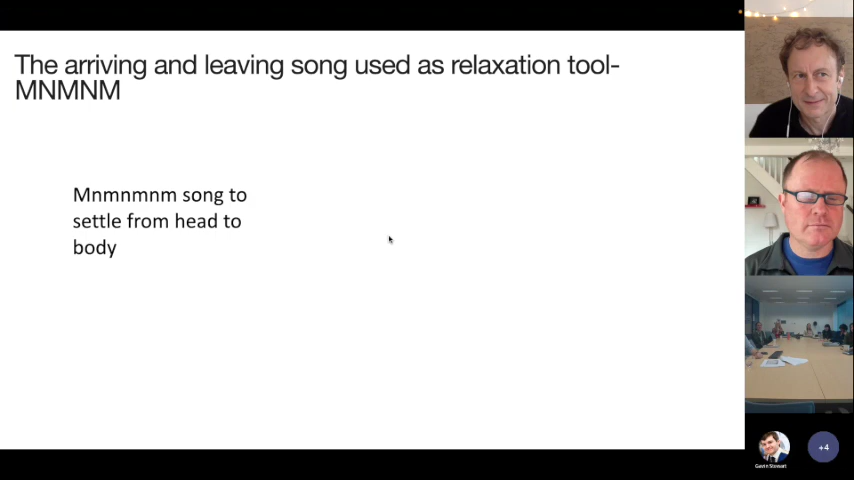 The arriving and leaving song used as relaxation tool-
MNMNM
Mnmnmnm song to
settle from head to
body
Gavin Stewart
+4